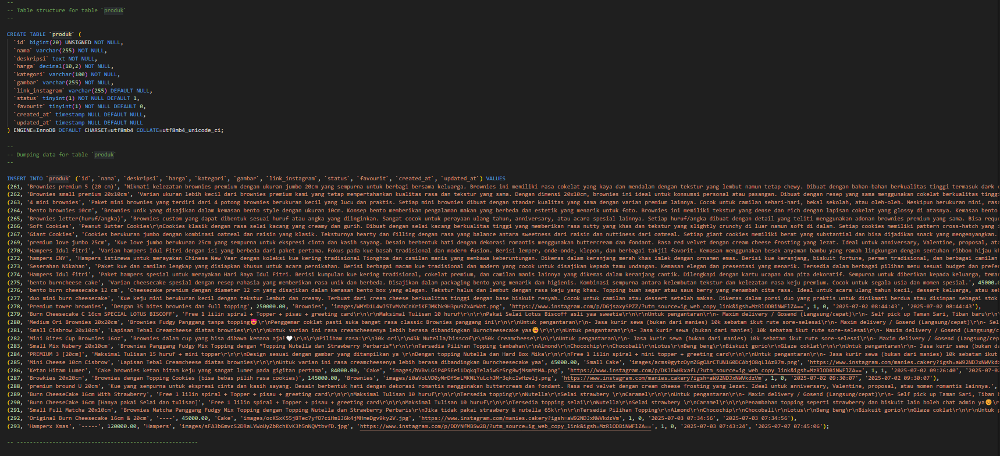 --
-- Table structure for table `produk`
--
CREATE TABLE `produk` (
`id` bigint(20) UNSIGNED NOT NULL,
`nama` varchar(255) NOT NULL,
`deskripsi` text NOT NULL,
`harga` decimal(10,2) NOT NULL,
`kategori` varchar(100) NOT NULL,
`gambar` varchar(255) NOT NULL,
`link_instagram` varchar(255) DEFAULT NULL,
`status` tinyint(1) NOT NULL DEFAULT 1,
`favourit` tinyint(1) NOT NULL DEFAULT 0,
`created_at` timestamp NULL DEFAULT NULL,
`updated_at` timestamp NULL DEFAULT NULL
) ENGINE=InnoDB DEFAULT CHARSET=utf8mb4 COLLATE=utf8mb4_unicode_ci;
--
-- Dumping data for table `produk`
--
INSERT INTO `produk` (`id`, `nama`, `deskripsi`, `harga`, `kategori`, `gambar`, `link_instagram`, `status`, `favourit`, `created_at`, `updated_at`) VALUES
(261, 'Brownies premium 5 (20 cm)', 'Nikmati kelezatan brownies premium dengan ukuran jumbo 20cm yang sempurna untuk berbagi bersama keluarga. Brownies ini memiliki rasa cokelat yang kaya dan mendalam dengan tekstur yang lembut namun tetap chewy. Dibuat dengan bahan-bahan berkualitas tinggi termasuk dark
(262, 'Brownies small premium 20x10cm', 'Varian ukuran lebih kecil dari brownies premium kami yang tetap mempertahankan kualitas rasa dan tekstur yang sama. Dengan dimensi 20x10cm, brownies ini ideal untuk konsumsi personal atau pasangan. Dibuat dengan resep yang sama menggunakan cokelat berkualitas tinggi
(263, '4 mini brownies', 'Paket mini brownies yang terdiri dari 4 potong brownies berukuran kecil yang lucu dan praktis. Setiap mini brownies dibuat dengan standar kualitas yang sama dengan varian premium lainnya. Cocok untuk camilan sehari-hari, bekal sekolah, atau oleh-oleh. Meskipun berukuran mini, rasa
(264, 'bento brownies 10cm', 'Brownies unik yang disajikan dalam kemasan bento style dengan ukuran 10cm. Konsep bento memberikan pengalaman makan yang berbeda dan estetik yang menarik untuk foto. Brownies ini memiliki tekstur yang dense dan rich dengan lapisan cokelat yang glossy di atasnya. Kemasan bento
(265, 'Brownies letter(huruf/angka)', 'Brownies custom yang dapat dibentuk sesuai huruf atau angka yang diinginkan. Sangat cocok untuk perayaan ulang tahun, anniversary, atau acara spesial lainnya. Setiap huruf/angka dibuat dengan detail yang teliti menggunakan adonan brownies premium yang sama. Bisa reque
(266, 'Soft Cookies', 'Peanut Butter Cookies\r\nCookies klasik dengan rasa selai kacang yang creamy dan gurih. Dibuat dengan selai kacang berkualitas tinggi yang memberikan rasa nutty yang khas dan tekstur yang slightly crunchy di luar namun soft di dalam. Setiap cookies memiliki pattern cross-hatch yang
(267, 'Giant Cookies', 'Cookies berukuran jumbo dengan kombinasi oatmeal dan raisin yang klasik. Teksturnya hearty dan filling dengan rasa yang balance antara sweetness dari raisin dan nuttiness dari oatmeal. Setiap giant cookies memiliki berat yang substantial dan bisa dijadikan snack yang mengenyangkan.
(269, 'premium love jumbo 25cm', 'Kue love jumbo berukuran 25cm yang sempurna untuk ekspresi cinta dan kasih sayang. Desain berbentuk hati dengan dekorasi romantis menggunakan buttercream dan fondant. Rasa red velvet dengan cream cheese frosting yang lezat. Ideal untuk anniversary, Valentine, proposal, ata
(270, 'Hampers Idul fitri', 'Varian hampers Idul Fitri dengan isi yang berbeda dari paket pertama. Fokus pada kue basah tradisional dan modern fusion. Berisi lemper, onde-onde, klepon, dan berbagai takjil favorit. Kemasan menggunakan besek anyaman bambu yang ramah lingkungan dengan sentuhan ribbon hijau kh
(272, 'hampers CNY', 'Hampers istimewa untuk merayakan Chinese New Year dengan koleksi kue kering tradisional Tionghoa dan camilan manis yang membawa keberuntungan. Dikemas dalam keranjang merah khas imlek dengan ornamen emas. Berisi kue keranjang, biskuit fortune, permen tradisional, dan berbagai camilan
(273, 'Seserahan Nikahan', 'Paket kue dan camilan lengkap yang disiapkan khusus untuk acara pernikahan. Berisi berbagai macam kue tradisional dan modern yang cocok untuk disajikan kepada tamu undangan. Kemasan elegan dan presentasi yang menarik. Tersedia dalam berbagai pilihan menu sesuai budget dan prefer
(274, 'Hampers Idul fitri', 'Paket hampers spesial untuk merayakan Hari Raya Idul Fitri. Berisi kumpulan kue kering tradisional, cokelat premium, dan camilan manis lainnya yang dikemas dalam keranjang cantik. Dilengkapi dengan kartu ucapan dan pita dekoratif. Sempurna untuk diberikan kepada keluarga, teman
(275, 'bento burncheese cake', 'Varian cheesecake spesial dengan resep rahasia yang memberikan rasa unik dan berbeda. Disajikan dalam packaging bento yang menarik dan higienis. Kombinasi sempurna antara kelembutan tekstur dan kelezatan rasa keju premium. Cocok untuk segala usia dan momen spesial.', 45000.0
(276, 'bento burn cheesecake 12 cm', 'Cheesecake premium dengan diameter 12 cm yang disajikan dalam kemasan bento box yang elegan. Tekstur halus dan lembut dengan rasa keju yang khas. Topping buah segar atau saus berry yang menambah cita rasa. Ideal untuk acara ulang tahun kecil, dessert keluarga, atau seb
(277, 'duo mini burn cheesecake', 'Kue keju mini berukuran kecil dengan tekstur lembut dan creamy. Terbuat dari cream cheese berkualitas tinggi dengan base biskuit renyah. Cocok untuk camilan atau dessert setelah makan. Dikemas dalam porsi duo yang praktis untuk dinikmati berdua atau disimpan sebagai stok
(278, 'Premium tower brownies', 'Dengan 35 bites brownies dan full topping', 250000.00, 'Brownies', 'images/WMYD1L4wJ5TvMvhCnKriKFJMKbk9H3pu9ZxArWat.png', 'https://www.instagram.com/p/DGjsaxySPZZ/?utm_source=ig_web_copy_link&igsh=MzRlODBiNWFlZA==', 1, 0, '2025-07-02 08:44:43', '2025-07-02 08:44:43'),
(279, 'Burn Cheesecake C 16cm SPECIAL LOTUS BISCOFF', 'Free 1 lilin spiral + Topper + pisau + greeting card\r\n\r\nMaksimal Tulisan 10 huruf\r\n\r\nPakai Selai Lotus Biscoff asli yaa sweetie\r\n\r\nUntuk pengantaran\r\n- Maxim delivery / Gosend (Langsung/cepat)\r\n- Self pick up Taman Sari, Tiban baru\r\n
(280, 'Medium Ori Brownies 20x20cm', 'Brownies Fudgy Panggang tanpa topping😍\r\nPenggemar coklat pasti suka banget rasa classic Brownies panggang ini\r\n\r\nUntuk pengantaran\r\n- Jasa kurir sewa (bukan dari manies) 10k sebatam ikut rute sore-selesai\r\n- Maxim delivery / Gosend (Langsung/cepat)\r\n- Sel
(281, 'Small Cisbrow 20x10cm', 'Lapisan Tebal Creamcheese diatas brownies\r\n\r\nUntuk varian ini rasa creamcheesenya lebih berasa dibandingkan Burncheesecake yaa😊\r\n\r\nUntuk pengantaran\r\n- Jasa kurir sewa (bukan dari manies) 10k sebatam ikut rute sore-selesai\r\n- Maxim delivery / Gosend (Langsung/c
(282, 'Mini Bites Cup Brownies 16oz', 'Brownies dalam cup yang bisa dibawa kemana aja!🤍\r\n\r\nPiliham rasa:\r\n30k ori\r\n45k Nutella/bisscof\r\n50k Creamcheese\r\n\r\nUntuk pengantaran\r\n- Jasa kurir sewa (bukan dari manies) 10k sebatam ikut rute sore-selesai\r\n- Maxim delivery / Gosend (Langsung/cep
(283, 'Small Mix Nubery 20x10cm', 'Brownies Panggang Fudgy Mix Topping dengan *Topping Nutella dan Strawberry Perbaris*\r\n\r\nTersedia Pilihan Topping tambahan\r\nAlmond\r\nChocochip\r\nChocoball\r\nLotus\r\nBeng beng\r\nBiskuit gorio\r\nGlaze coklat\r\n\r\nUntuk pengantaran\r\n- Jasa kurir sewa (bukan da
(284, 'PREMIUM 3 [20cm]', 'Maksimal Tulisan 15 huruf + mini topper\r\n\r\nDesign sesuai dengan gambar yang ditampilkan ya \r\nDengan topping Nutella dan Hard Box Mika\r\n\r\nFree 1 lilin spiral + mini topper + greeting card\r\n\r\nUntuk pengantaran\r\n- Jasa kurir sewa (bukan dari manies) 10k sebatam ikut
(285, 'Mini Cheese 10cm Cisbrow', 'Lapisan Tebal Creamcheese diatas brownies\r\n\r\nUntuk varian ini rasa creamcheesenya lebih berasa dibandingkan Burncheesecake yaa', 45000.00, 'Small Cake', 'images/acms0gytcOymZGgOArCTUN160DCAbjO8qLlAzB7m.png', 'https://www.instagram.com/manies.cakery?igsh=aW92NDJxNWVkdz
(286, 'Ketan Hitam Lumer', 'Cake brownies ketan hitam keju yang sangat lumer pada gigitan pertama', 84000.00, 'Cake', 'images/hVBvLGiP4P5Eei1DqkqTelaiwSr5rg8wjMsmMtMA.png', 'https://www.instagram.com/p/DKJEwHkxafL/?utm_source=ig_web_copy_link&igsh=MzRlODBiNWFlZA==', 1, 1, '2025-07-02 09:26:40', '2025-07-0
(287, 'Browkies 20x20cm', 'Brownies dengan Topping Cookies (bisa bebas pilih rasa cookies)', 145000.00, 'Brownies', 'images/i0aVoLVD0yMrDf5mLMKNLYuLchJMr3qkcIwHzwlj.png', 'https://www.instagram.com/manies.cakery?igsh=aW92NDJxNWVkdzVm', 1, 0, '2025-07-02 09:30:07', '2025-07-02 09:30:07'),
(288, 'premium bround U 20cm', 'Kue yang sempurna untuk ekspresi cinta dan kasih sayang. Desain berbentuk hati dengan dekorasi romantis menggunakan buttercream dan fondant. Rasa red velvet dengan cream cheese frosting yang lezat. Ideal untuk anniversary, Valentine, proposal, atau momen romantis lainnya.',
(289, 'Burn CheeseCake 16cm With Strawberry', 'Free 1 lilin spiral + Topper + pisau + greeting card\r\n\r\nMaksimal Tulisan 10 huruf\r\n\r\nTersedia topping\r\nNutella\r\nSelai strawbery \r\nCaramel\r\n\r\nUntuk pengantaran\r\n- Maxim delivery / Gosend (Langsung/cepat)\r\n- Self pick up Taman Sari, Tiban
(290, 'Burn CheeseCake 16cm [Hanya pakai Selai dan tulisan]', 'Free 1 lilin spiral + Topper + pisau + greeting card\r\n\r\nMaksimal Tulisan 10 huruf\r\n\r\nTersedia topping selai\r\nNutella\r\nSelai strawbery \r\nCaramel\r\n\r\nPenambahan topping seperti strawberry dan biskuit lain boleh chat admin ya😊\r
(291, 'Small Full Matcha 20x10cm', 'Brownies Matcha Panggang Fudgy Mix Topping dengan Topping Nutella dan Strawberry Perbaris\r\nJika tidak pakai strawbery & nutella 65k\r\n\r\nTersedia Pilihan Topping\r\nAlmond\r\nChocochip\r\nChocoball\r\nLotus\r\nBeng beng\r\nBiskuit gorio\r\nGlaze coklat\r\n\r\nUntuk p
(292, 'Original Burn Cheesecake 16cm & 20cm', '----', 45000.00, 'Cake', 'images/ocKSxK55jBTec7yfO7ciHmlJ6k4jMHmeDgv9ky2V.jpg', 'https://www.instagram.com/manies.cakery?igsh=aW92NDJxNWVkdzVm', 1, 0, '2025-07-03 07:34:56', '2025-07-03 07:34:56'),
(293, 'Hamperx Xmas', '-----', 120000.00, 'Hampers', 'images/sFA3bGmvcS2DRaLYWoUyZbRchKvK3h5nNQVtbvfD.jpg', 'https://www.instagram.com/p/DDYNfMBSw2B/?utm_source=ig_web_copy_link&igsh=MzRlODBiNWFlZA==', 1, 0, '2025-07-03 07:43:24', '2025-07-07 07:45:06');
-- --------------------------------------------------------